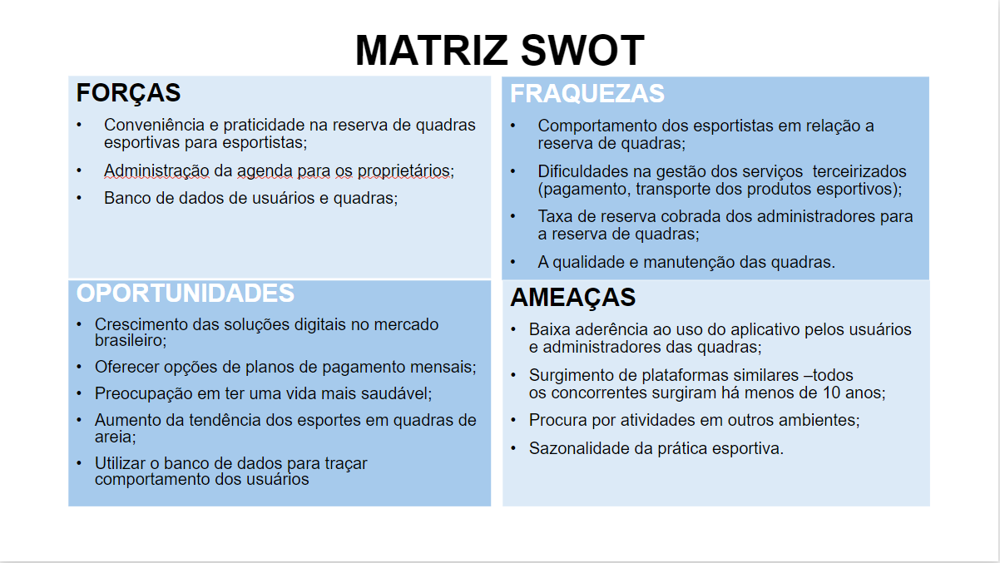 MATRIZ SWOT
FORÇAS
• Conveniência e praticidade na reserva de quadras
esportivas para esportistas;
• Administração da agenda para os proprietários;
• Banco de dados de usuários e quadras;
FRAQUEZAS
• Comportamento dos esportistas em relação a
reserva de quadras;
• Dificuldades na gestão dos serviços  terceirizados
(pagamento, transporte dos produtos esportivos);
• Taxa de reserva cobrada dos administradores para
a reserva de quadras;
• A qualidade e manutenção das quadras.
OPORTUNIDADES
• Crescimento das soluções digitais no mercado
brasileiro;
• Oferecer opções de planos de pagamento mensais;
• Preocupação em ter uma vida mais saudável;
• Aumento da tendência dos esportes em quadras de
areia;
• Utilizar o banco de dados para traçar
comportamento dos usuários
AMEAÇAS
• Baixa aderência ao uso do aplicativo pelos usuários
e administradores das quadras;
• Surgimento de plataformas similares –todos
os concorrentes surgiram há menos de 10 anos;
• Procura por atividades em outros ambientes;
• Sazonalidade da prática esportiva.